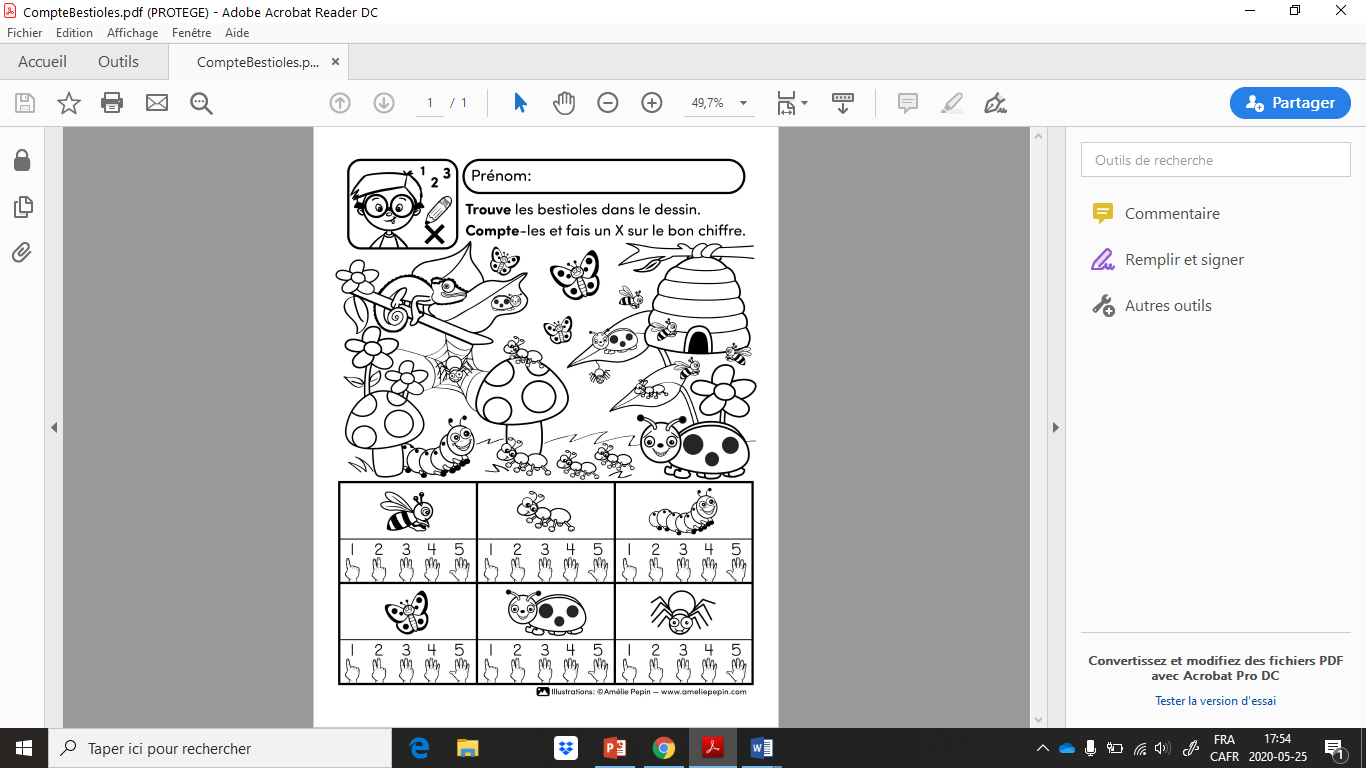 CompteBestioles.pdf (PROTEGE) - Adobe Acrobat Reader DC
Fichier Edition Affichage Fenêtre Aide
Accueil Outils CompteBestioles.p... ×
1 / 1 49,7% Partager
Outils de recherche
Commentaire
Remplir et signer
Autres outils
Convertissez et modifiez des fichiers PDF
avec Acrobat Pro DC
Tester la version d'essai
1 2 3
Prénom:
Trouve les bestioles dans le dessin.
Compte-les et fais un X sur le bon chiffre.
1 2 3 4 5 1 2 3 4 5 1 2 3 4 5
1 2 3 4 5 1 2 3 4 5 1 2 3 4 5
Illustrations: ©Amélie Pepin — www.ameliepepin.com
Taper ici pour rechercher
FRA
CAFR
17:54
2020-05-25
1